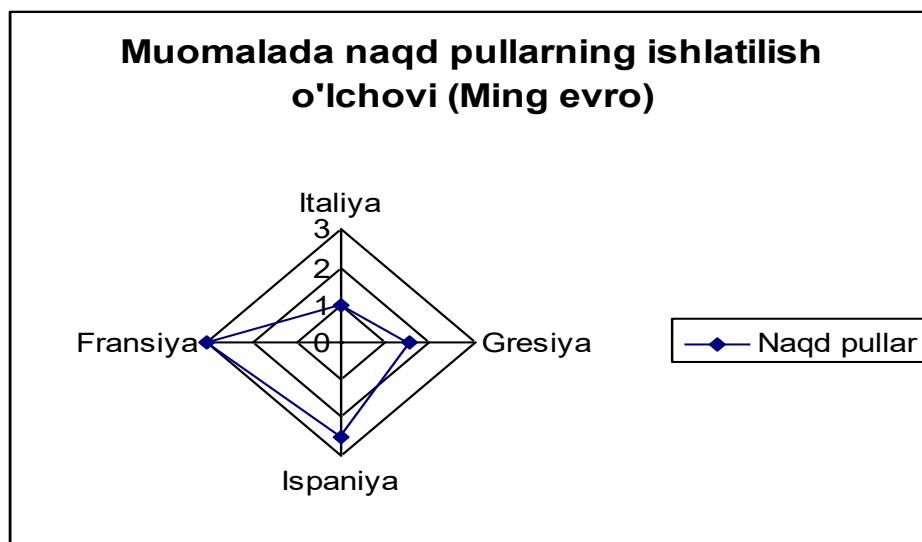 Muomalada naqd pullarning ishlatilish
o'lchovi (Ming evro)
Italiya
3
2
1
0
Fransiya
Gresiya
Ispaniya
Naqd pullar